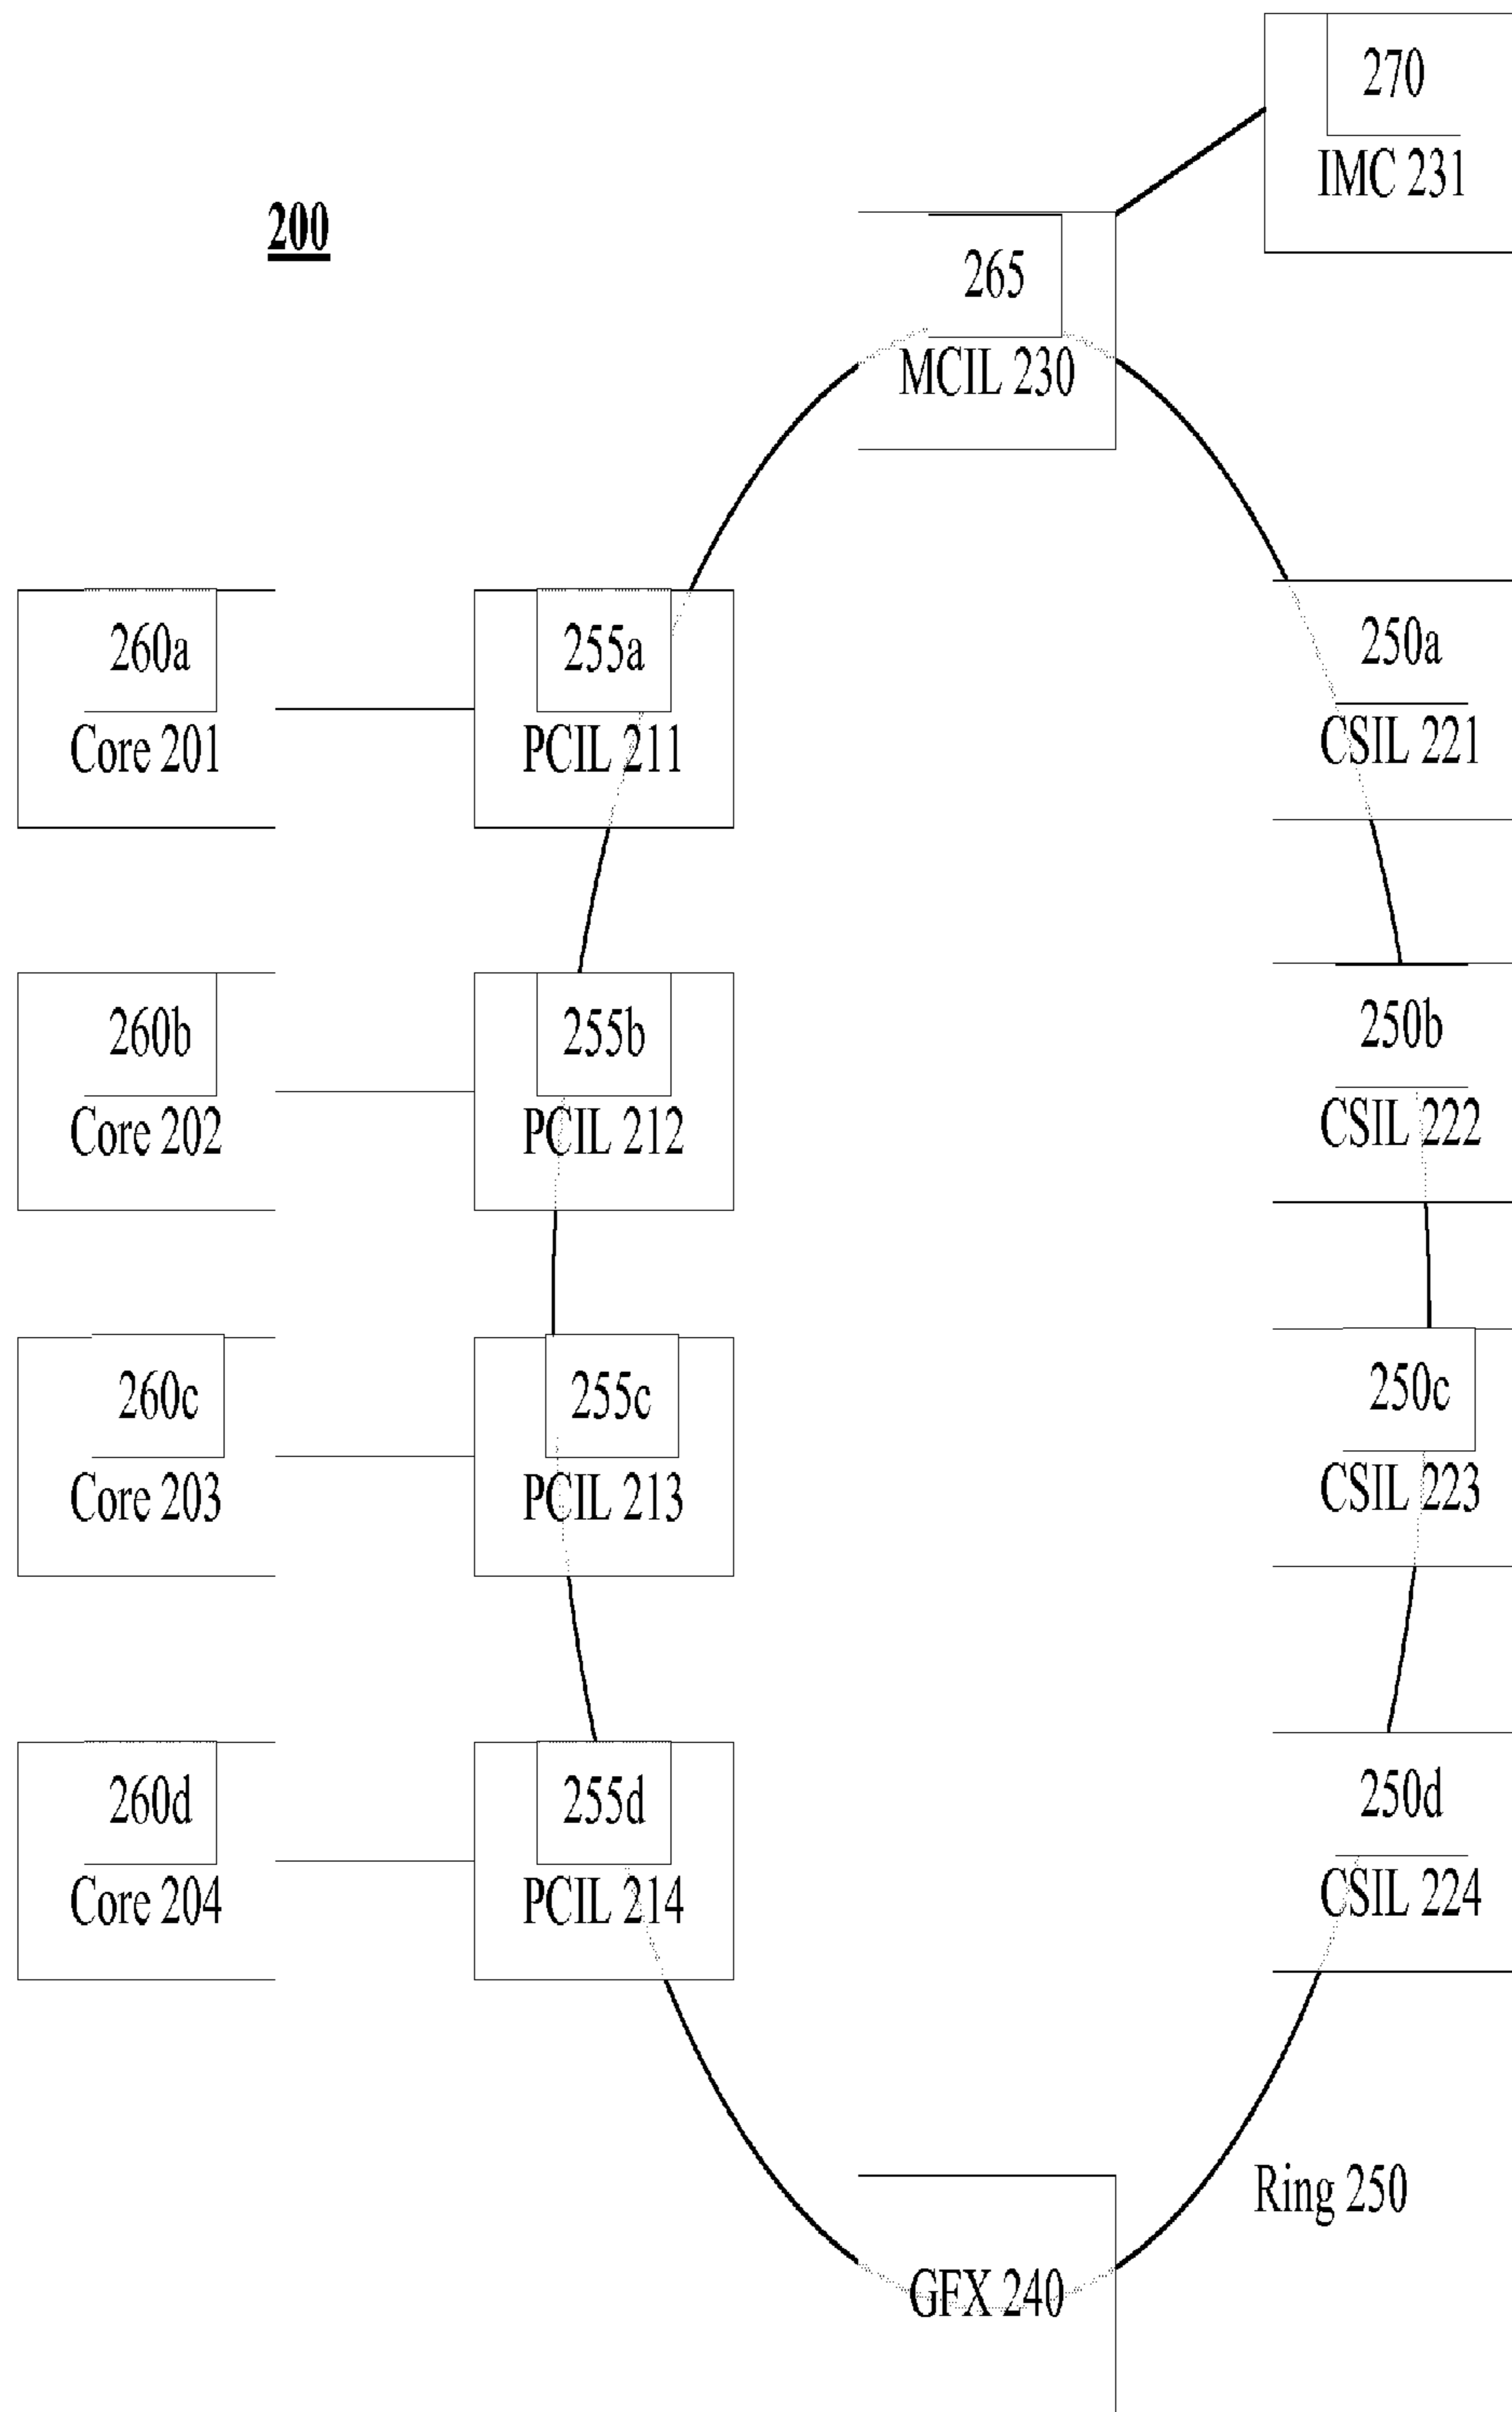 270
IMC 231
200
265
MCIL 230
260a
Core 201
255a
PCIL 211
250a
CSIL 221
260b
Core 202
255b
PCIL 212
250b
CSIL 222
260c
Core 203
255c
PCIL 213
250c
CSIL 223
260d
Core 204
255d
PCIL 214
250d
CSIL 224
Ring 250
GFX 240